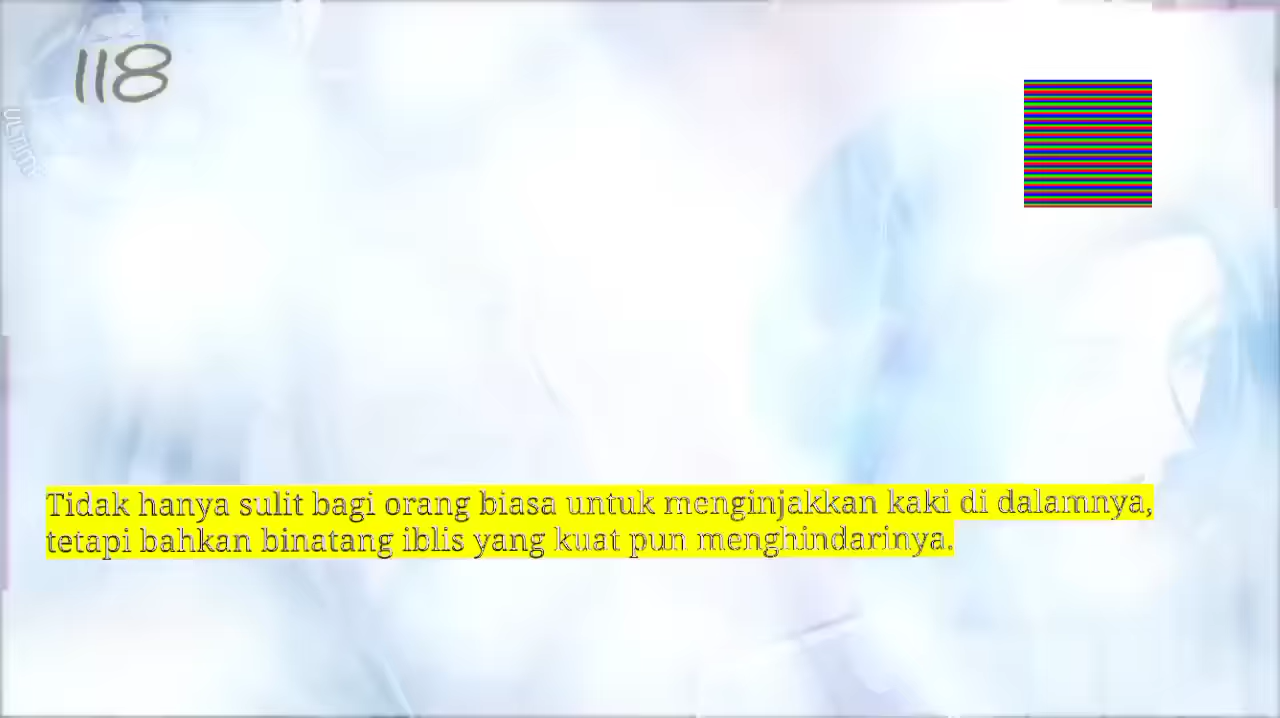 118
ULTIMI
Tidak hanya sulit bagi orang biasa untuk menginjakkan kaki di dalamnya,
tetapi bahkan binatang iblis yang kuat pun menghindarinya.